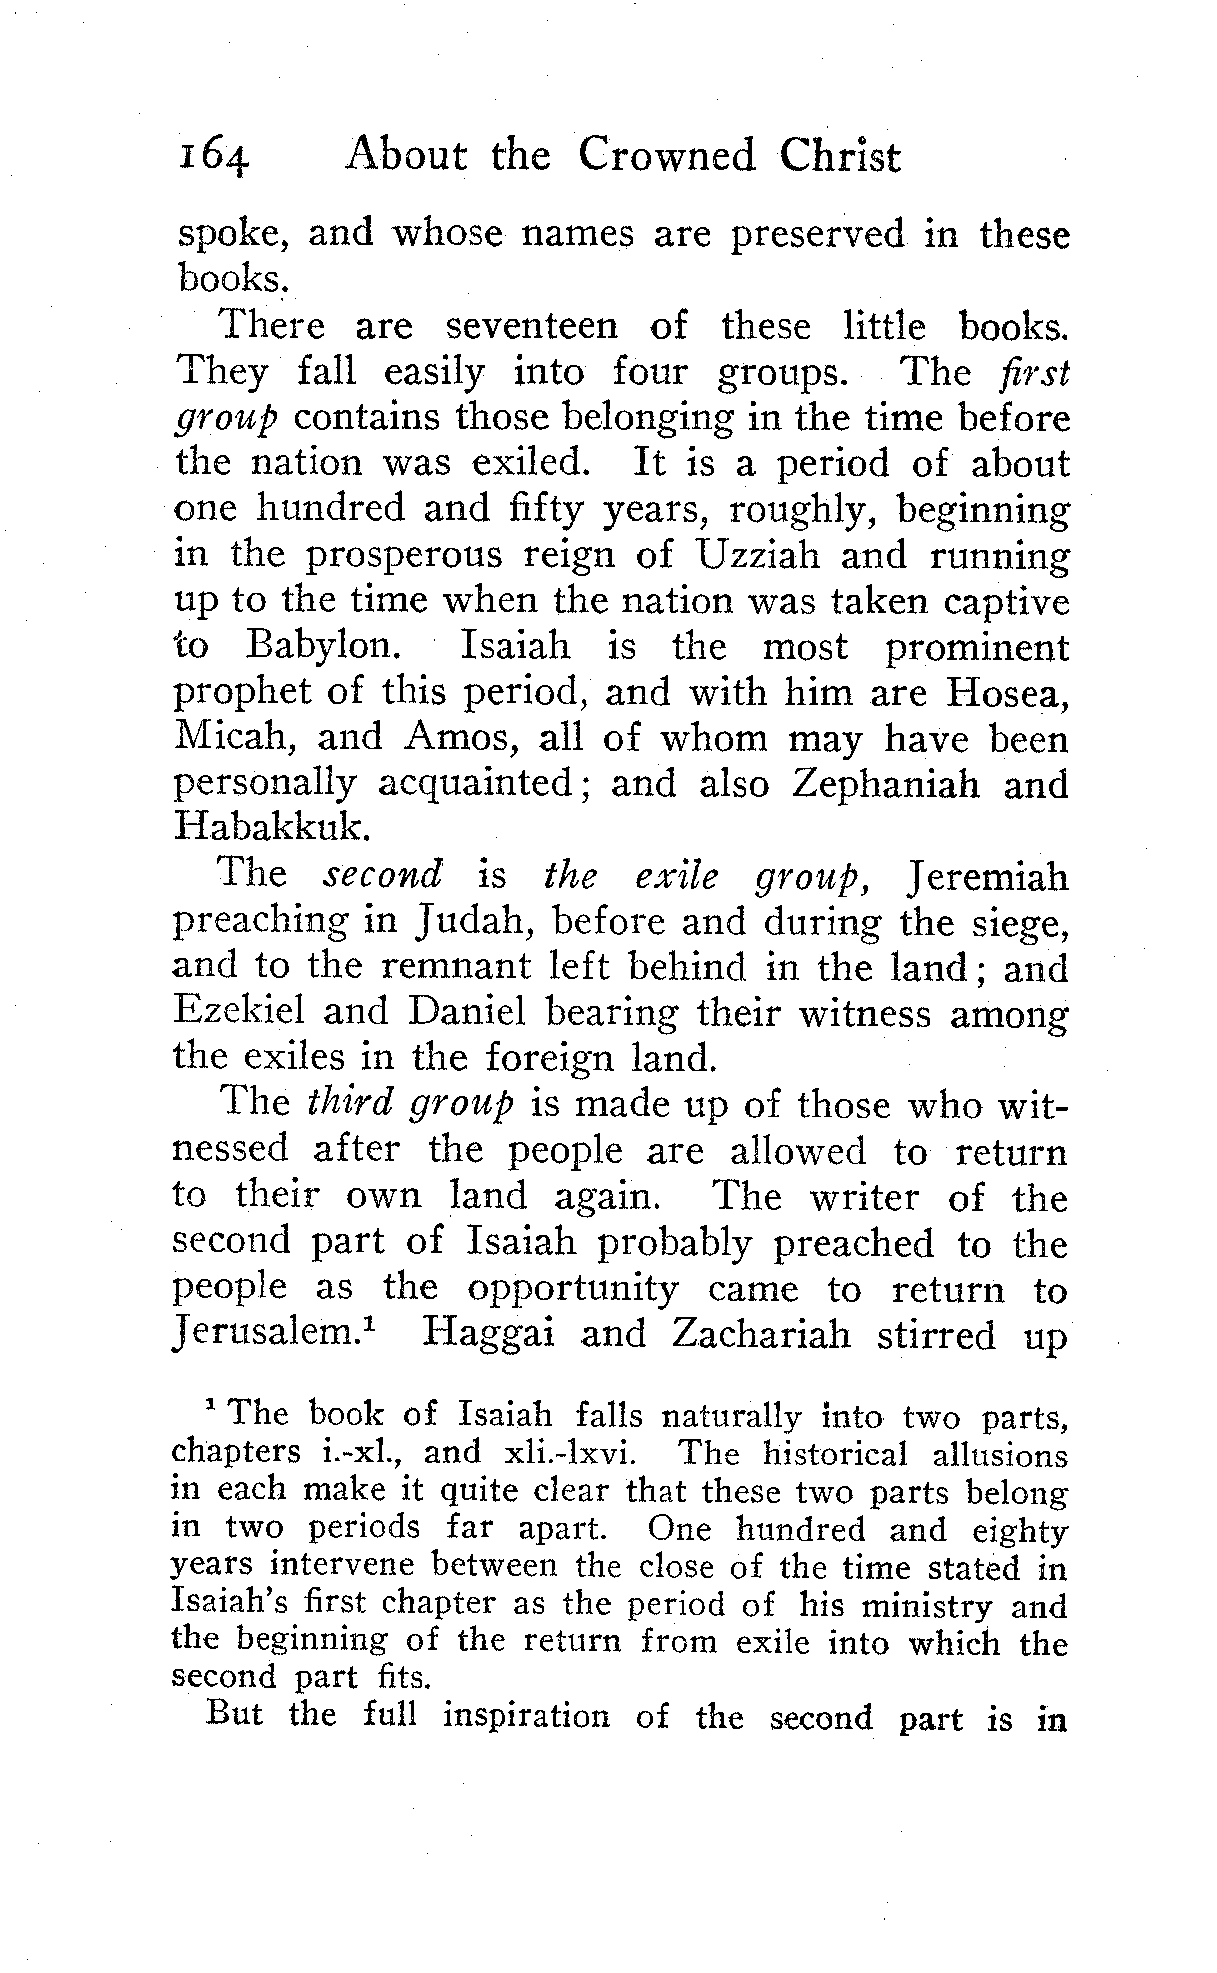 164 About the Crowned Christ
spoke, and whose names are preserved in these
books.
There are seventeen of these little books.
They fall easily into four groups. The first
group contains those belonging in the time before
the nation was exiled. It is a period of about
one hundred and fifty years, roughly, beginning
in the prosperous reign of Uzziah and running
up to the time when the nation was taken captive
to Babylon. Isaiah is the most prominent
prophet of this period, and with him are Hosea,
Micah, and Amos, all of whom may have been
personally acquainted; and also Zephaniah and
Habakkuk.
The second is the exile group, Jeremiah
preaching in Judah, before and during the siege,
and to the remnant left behind in the land; and
Ezekiel and Daniel bearing their witness among
the exiles in the foreign land.
The third group is made up of those who wit-
nessed after the people are allowed to return
to their own land again. The writer of the
second part of Isaiah probably preached to the
people as the opportunity came to return to
Jerusalem.¹ Haggai and Zachariah stirred up
¹ The book of Isaiah falls naturally into two parts,
chapters i.-xl., and xli.-lxvi. The historical allusions
in each make it quite clear that these two parts belong
in two periods far apart. One hundred and eighty
years intervene between the close of the time stated in
Isaiah's first chapter as the period of his ministry and
the beginning of the return from exile into which the
second part fits.
But the full inspiration of the second part is in